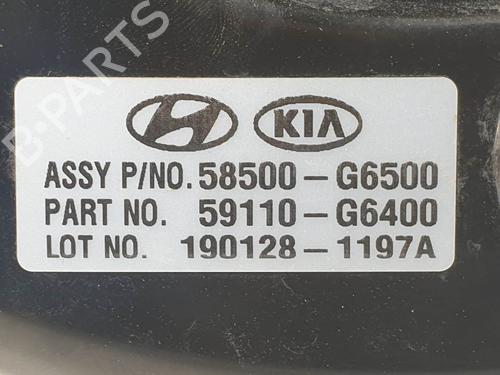 B-PARTS
KIA
ASSY P/NO. 58500-G6500
PART NO. 59110-G6400
LOT NO. 190128-1197A